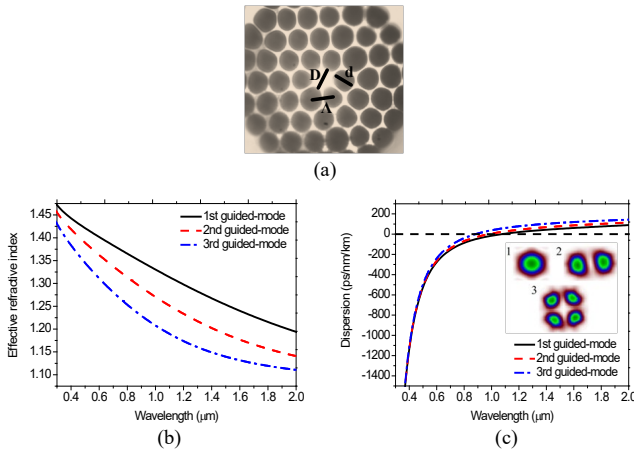 D
d
Λ
(a)
Effective refractive index
1.45
1.40
1.35
1.30
1.25
1.20
1.15
1.10
1st guided-mode
2nd guided-mode
3rd guided-mode
0.4 0.6 0.8 1.0 1.2 1.4 1.6 1.8 2.0
Wavelength (μm)
(b)
Dispersion (ps/nm/km)
200
0
-200
-400
-600
-800
-1000
-1200
-1400
1
2
3
1st guided-mode
2nd guided-mode
3rd guided-mode
0.4 0.6 0.8 1.0 1.2 1.4 1.6 1.8 2.0
Wavelength (μm)
(c)